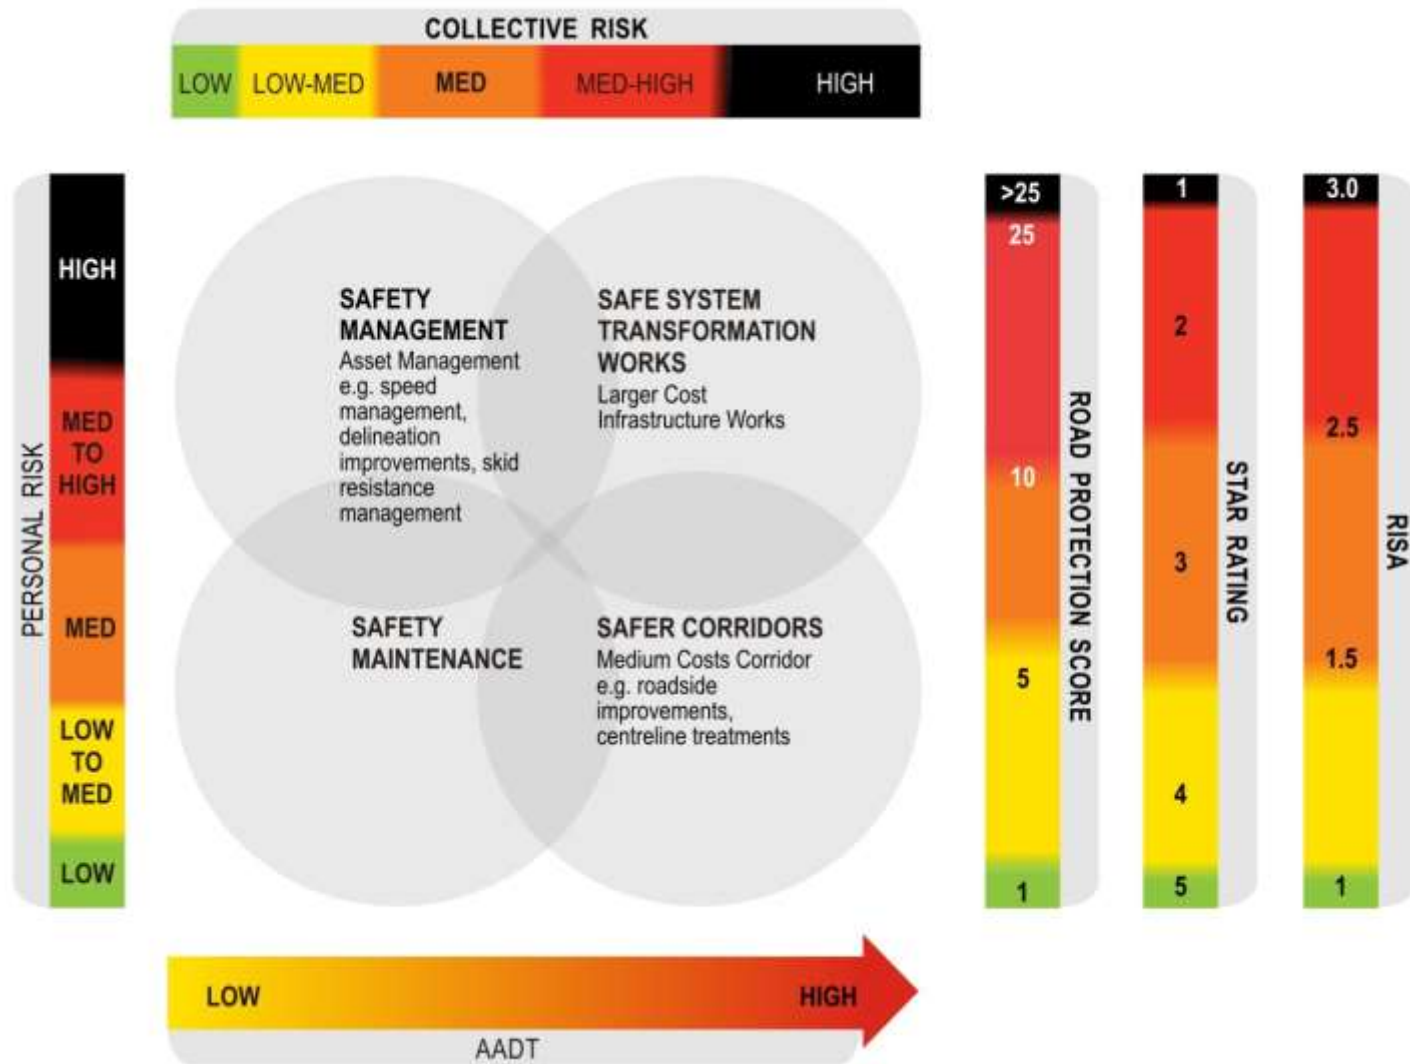 COLLECTIVE RISK
LOW LOW-MED MED MED-HIGH HIGH
PERSONAL RISK
HIGH
MED
TO
HIGH
MED
LOW
TO
MED
LOW
SAFETY
MANAGEMENT
Asset Management
e.g. speed
management,
delineation
improvements, skid
resistance
management
SAFE SYSTEM
TRANSFORMATION
WORKS
Larger Cost
Infrastructure Works
SAFETY
MAINTENANCE
SAFER CORRIDORS
Medium Costs Corridor
e.g. roadside
improvements,
centreline treatments
>25
25
10
5
1
ROAD PROTECTION SCORE
1
2
3
4
5
STAR RATING
3.0
2.5
1.5
1
RISA
LOW HIGH
AADT